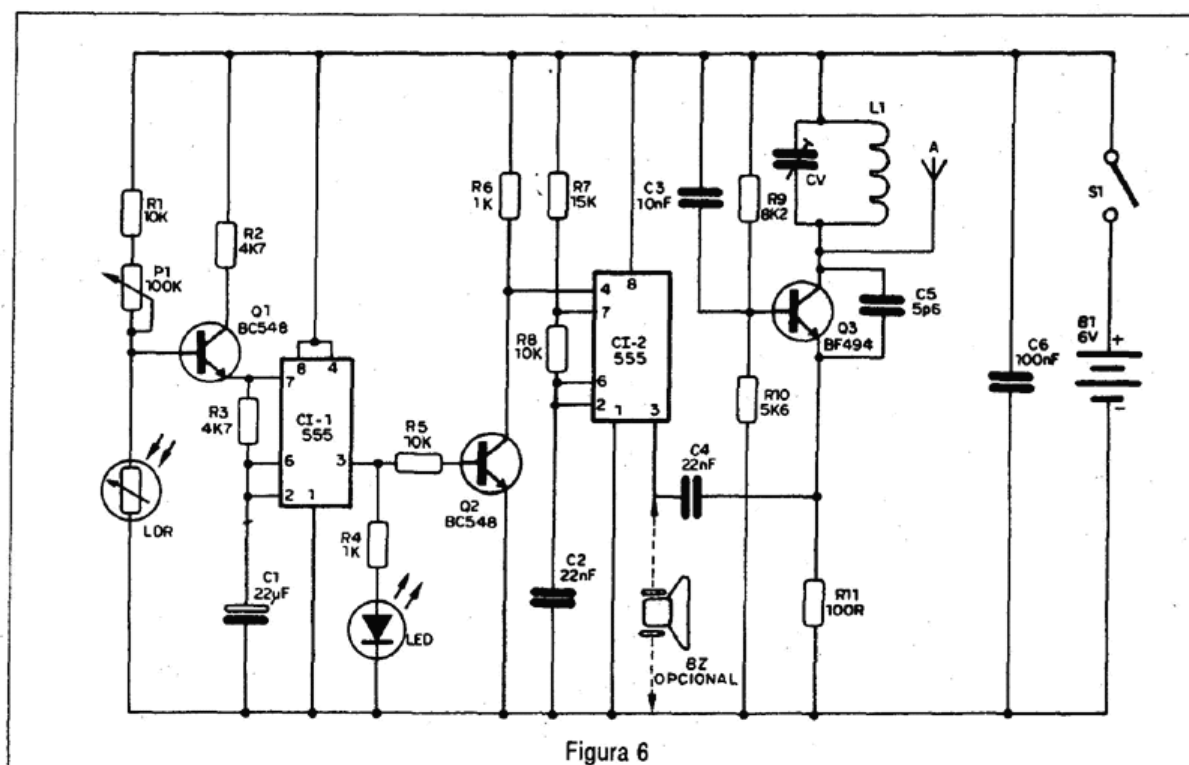 L1
A
CV
S1
R1
10K
R2
4K7
P1
100K
Q1
BC548
R6
1K
R7
15K
C3
10nF
R9
8K2
8
4
7
R3
4K7
CI-1
555
6
3
2
1
R5
10K
Q2
BC548
R8
10K
8
4
7
CI-2
555
6
2
1
3
Q3
BF494
C5
5p6
C6
100nF
B1
6V
+
-
R10
5K6
C4
22nF
LDR
R4
1K
C1
22uF
LED
C2
22nF
BZ
OPCIONAL
R11
100R
Figura 6